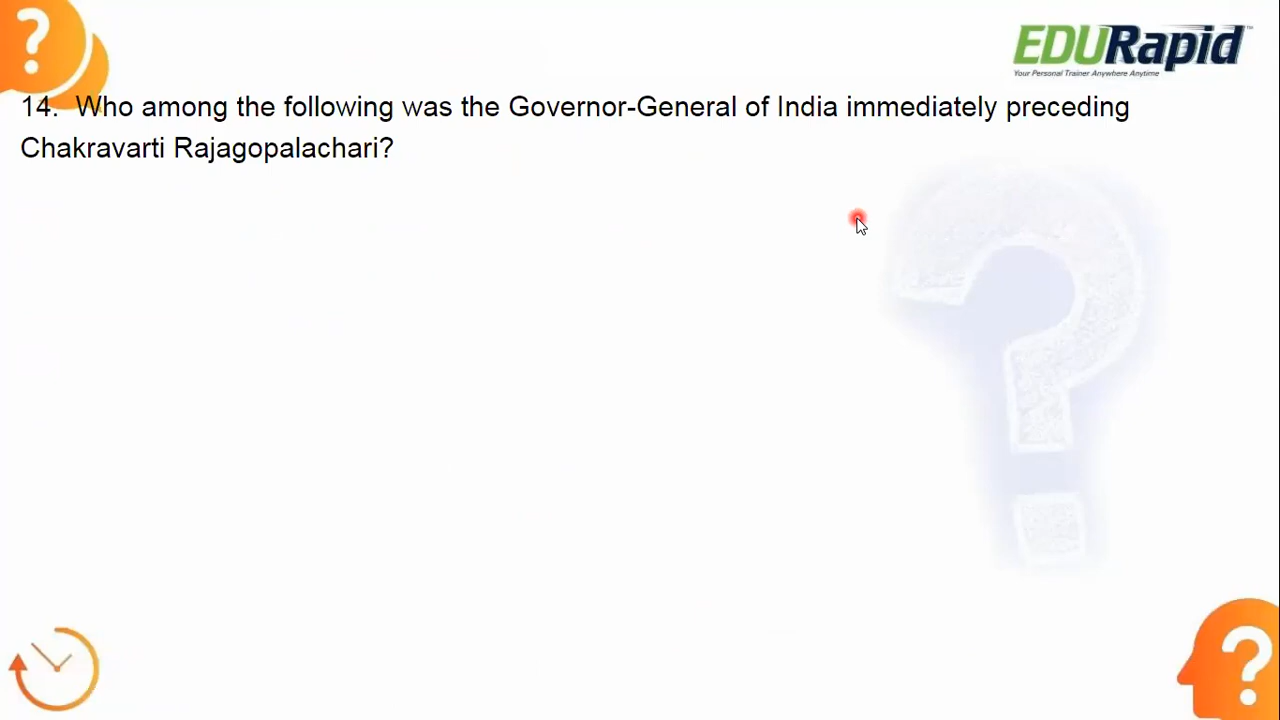 EDURapid™
Your Personal Trainer Anywhere Anytime
14. Who among the following was the Governor-General of India immediately preceding
Chakravarti Rajagopalachari?